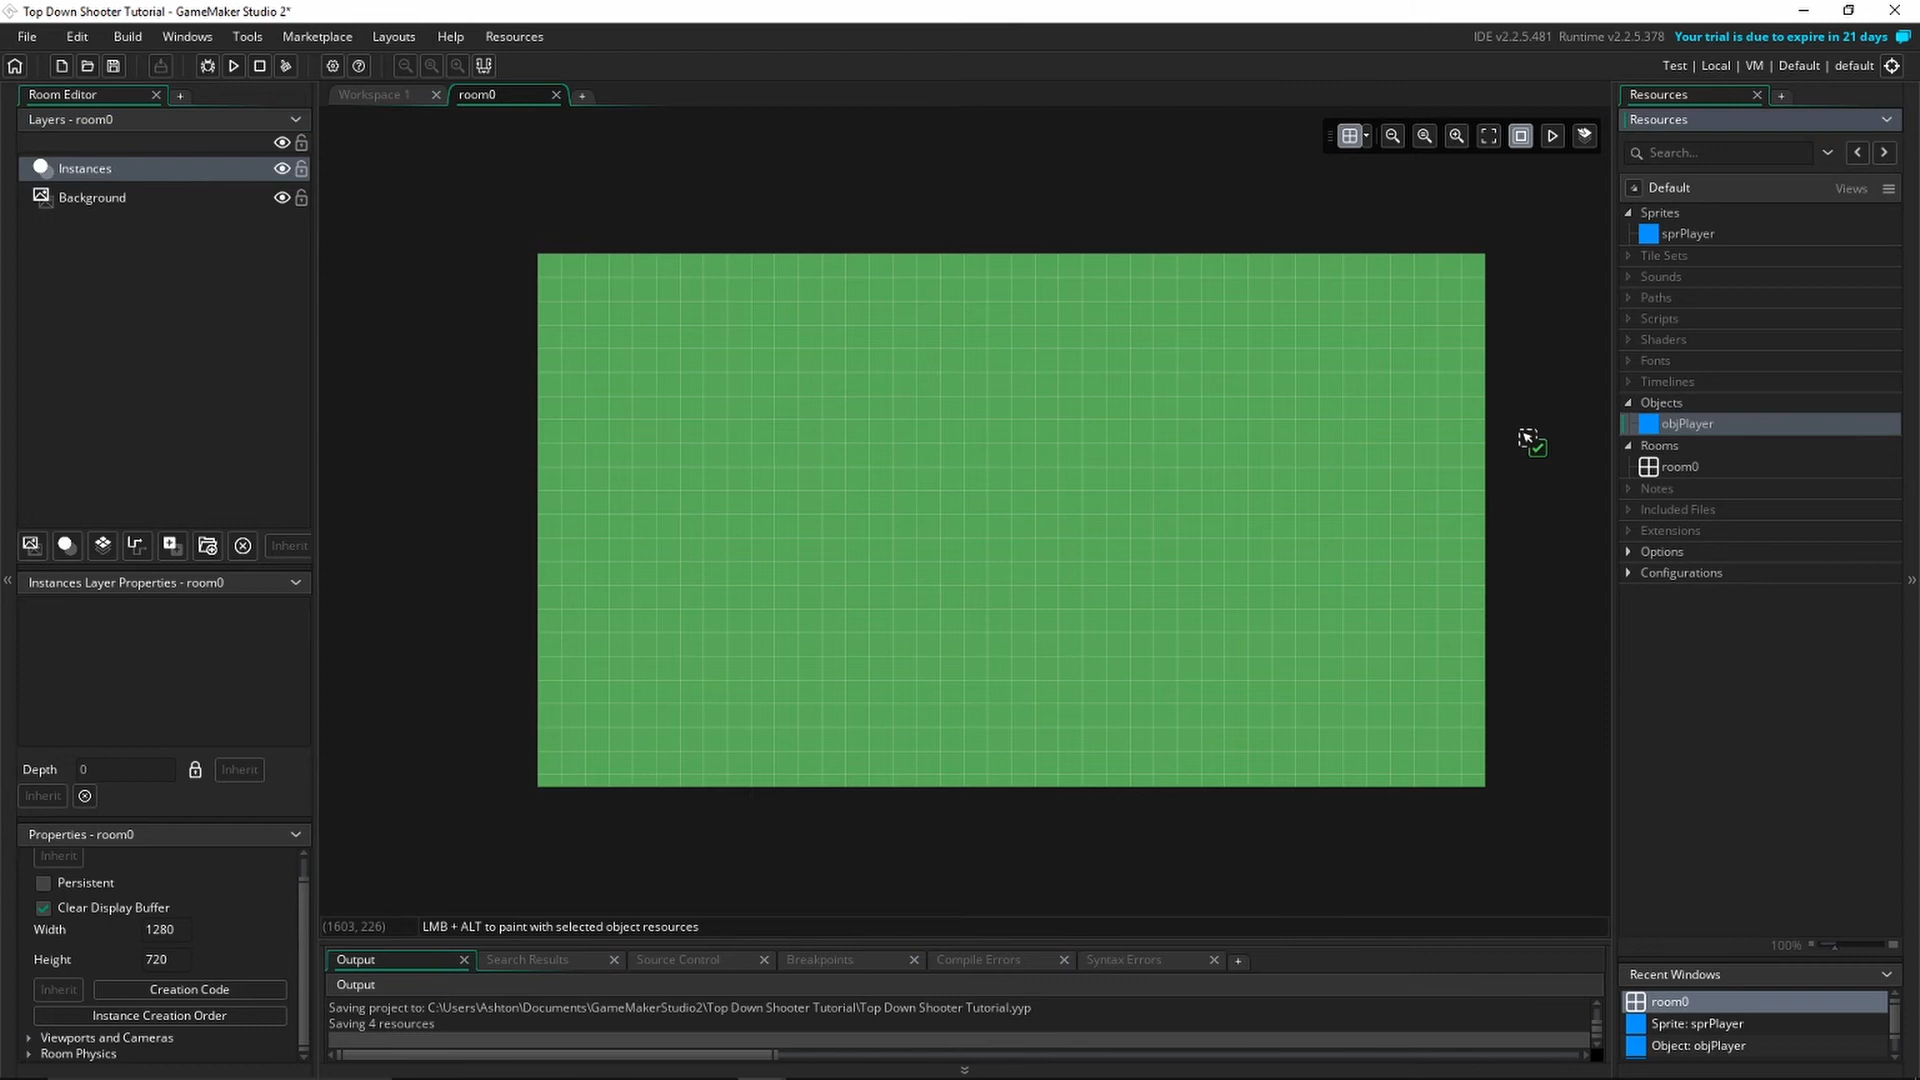 Top Down Shooter Tutorial - GameMaker Studio 2*
File Edit Build Windows Tools Marketplace Layouts Help Resources
IDE v2.2.5.481 Runtime v2.2.5.378 Your trial is due to expire in 21 days
Test | Local | VM | Default | default
Room Editor
Layers - room0
Instances
Background
Inherit
Instances Layer Properties - room0
Depth 0 Inherit
Inherit
Properties - room0
Inherit
Persistent
Clear Display Buffer
Width 1280
Height 720
Inherit Creation Code
Instance Creation Order
Viewports and Cameras
Room Physics
Workspace 1 room0
(1603, 226) LMB + ALT to paint with selected object resources
Output Search Results Source Control Breakpoints Compile Errors Syntax Errors
Output
Saving project to: C:\Users\Ashton\Documents\GameMakerStudio2\Top Down Shooter Tutorial\Top Down Shooter Tutorial.yyp
Saving 4 resources
Resources
Resources
Search...
Default Views
Sprites
sprPlayer
Tile Sets
Sounds
Paths
Scripts
Shaders
Fonts
Timelines
Objects
objPlayer
Rooms
room0
Notes
Included Files
Extensions
Options
Configurations
100%
Recent Windows
room0
Sprite: sprPlayer
Object: objPlayer